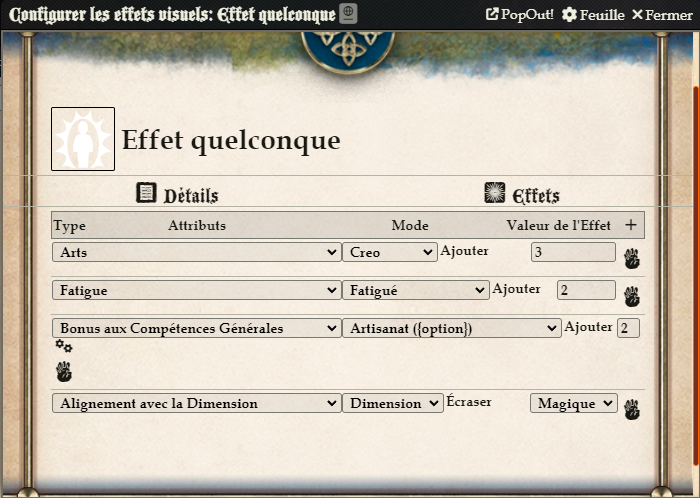 Configurer les effets visuels: Effet quelconque PopOut! Feuille Fermer
Effet quelconque
Détails Effets
Type Attributs Mode Valeur de l'Effet +
Arts Creo Ajouter 3
Fatigue Fatigué Ajouter 2
Bonus aux Compétences Générales Artisanat ({option}) Ajouter 2
Alignement avec la Dimension Dimension Écraser Magique